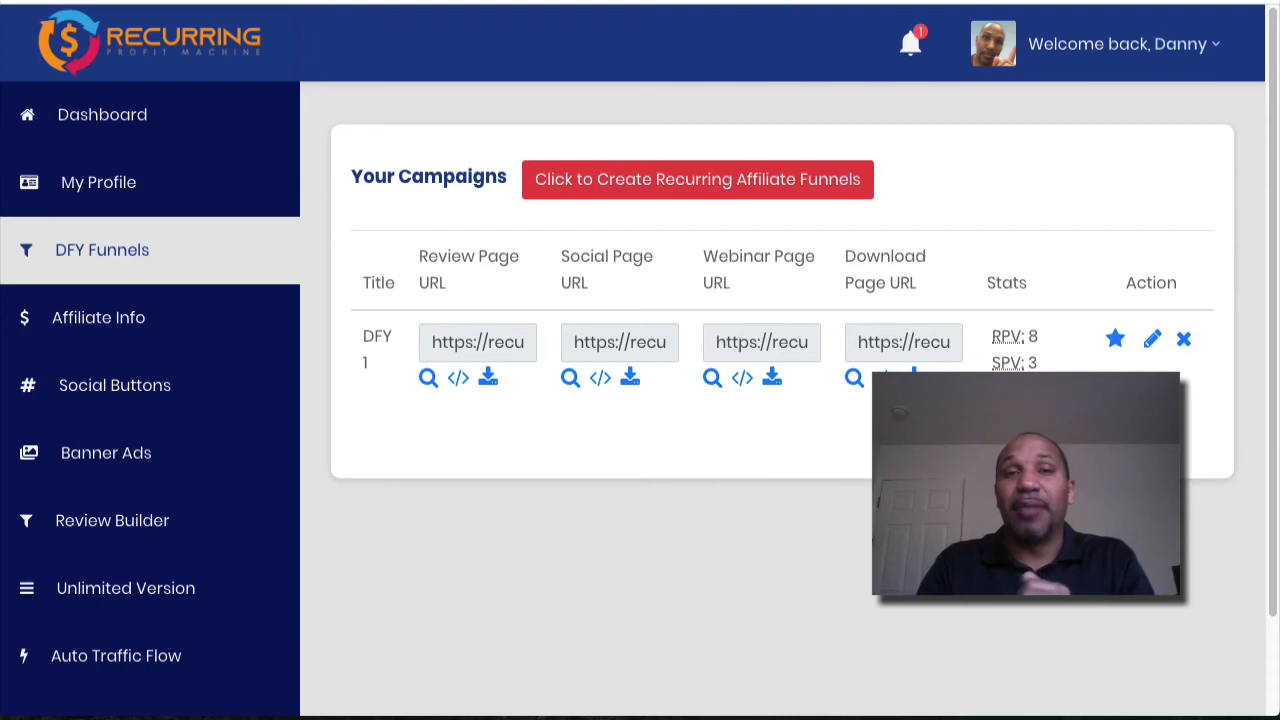 RECURRING
PROFIT MACHINE
1
Welcome back, Danny
Dashboard
My Profile
DFY Funnels
Affiliate Info
Social Buttons
Banner Ads
Review Builder
Unlimited Version
Auto Traffic Flow
Your Campaigns
Click to Create Recurring Affiliate Funnels
Title
Review Page
URL
Social Page
URL
Webinar Page
URL
Download
Page URL
Stats
Action
DFY
1
https://recu
https://recu
https://recu
https://recu
RPV: 8
SPV: 3